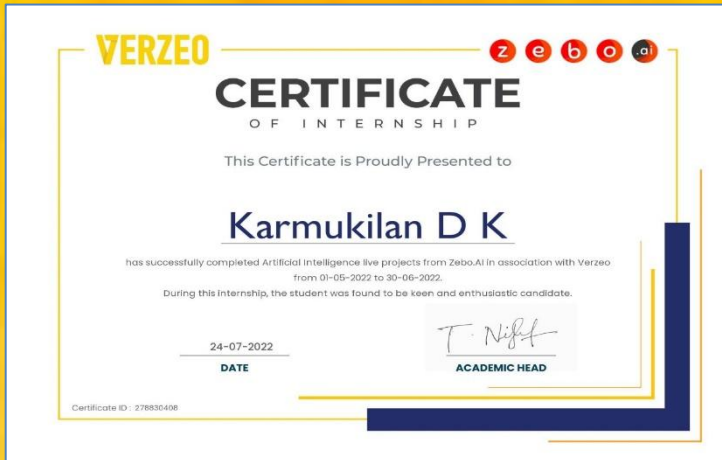 VERZEO
zebo.ai
CERTIFICATE
OF INTERNSHIP
This Certificate is Proudly Presented to
Karmukilan D K
has successfully completed Artificial Intelligence live projects from Zebo.AI in association with Verzeo
from 01-05-2022 to 30-06-2022.
During this internship, the student was found to be keen and enthusiastic candidate.
24-07-2022
DATE
ACADEMIC HEAD
Certificate ID : 278830408